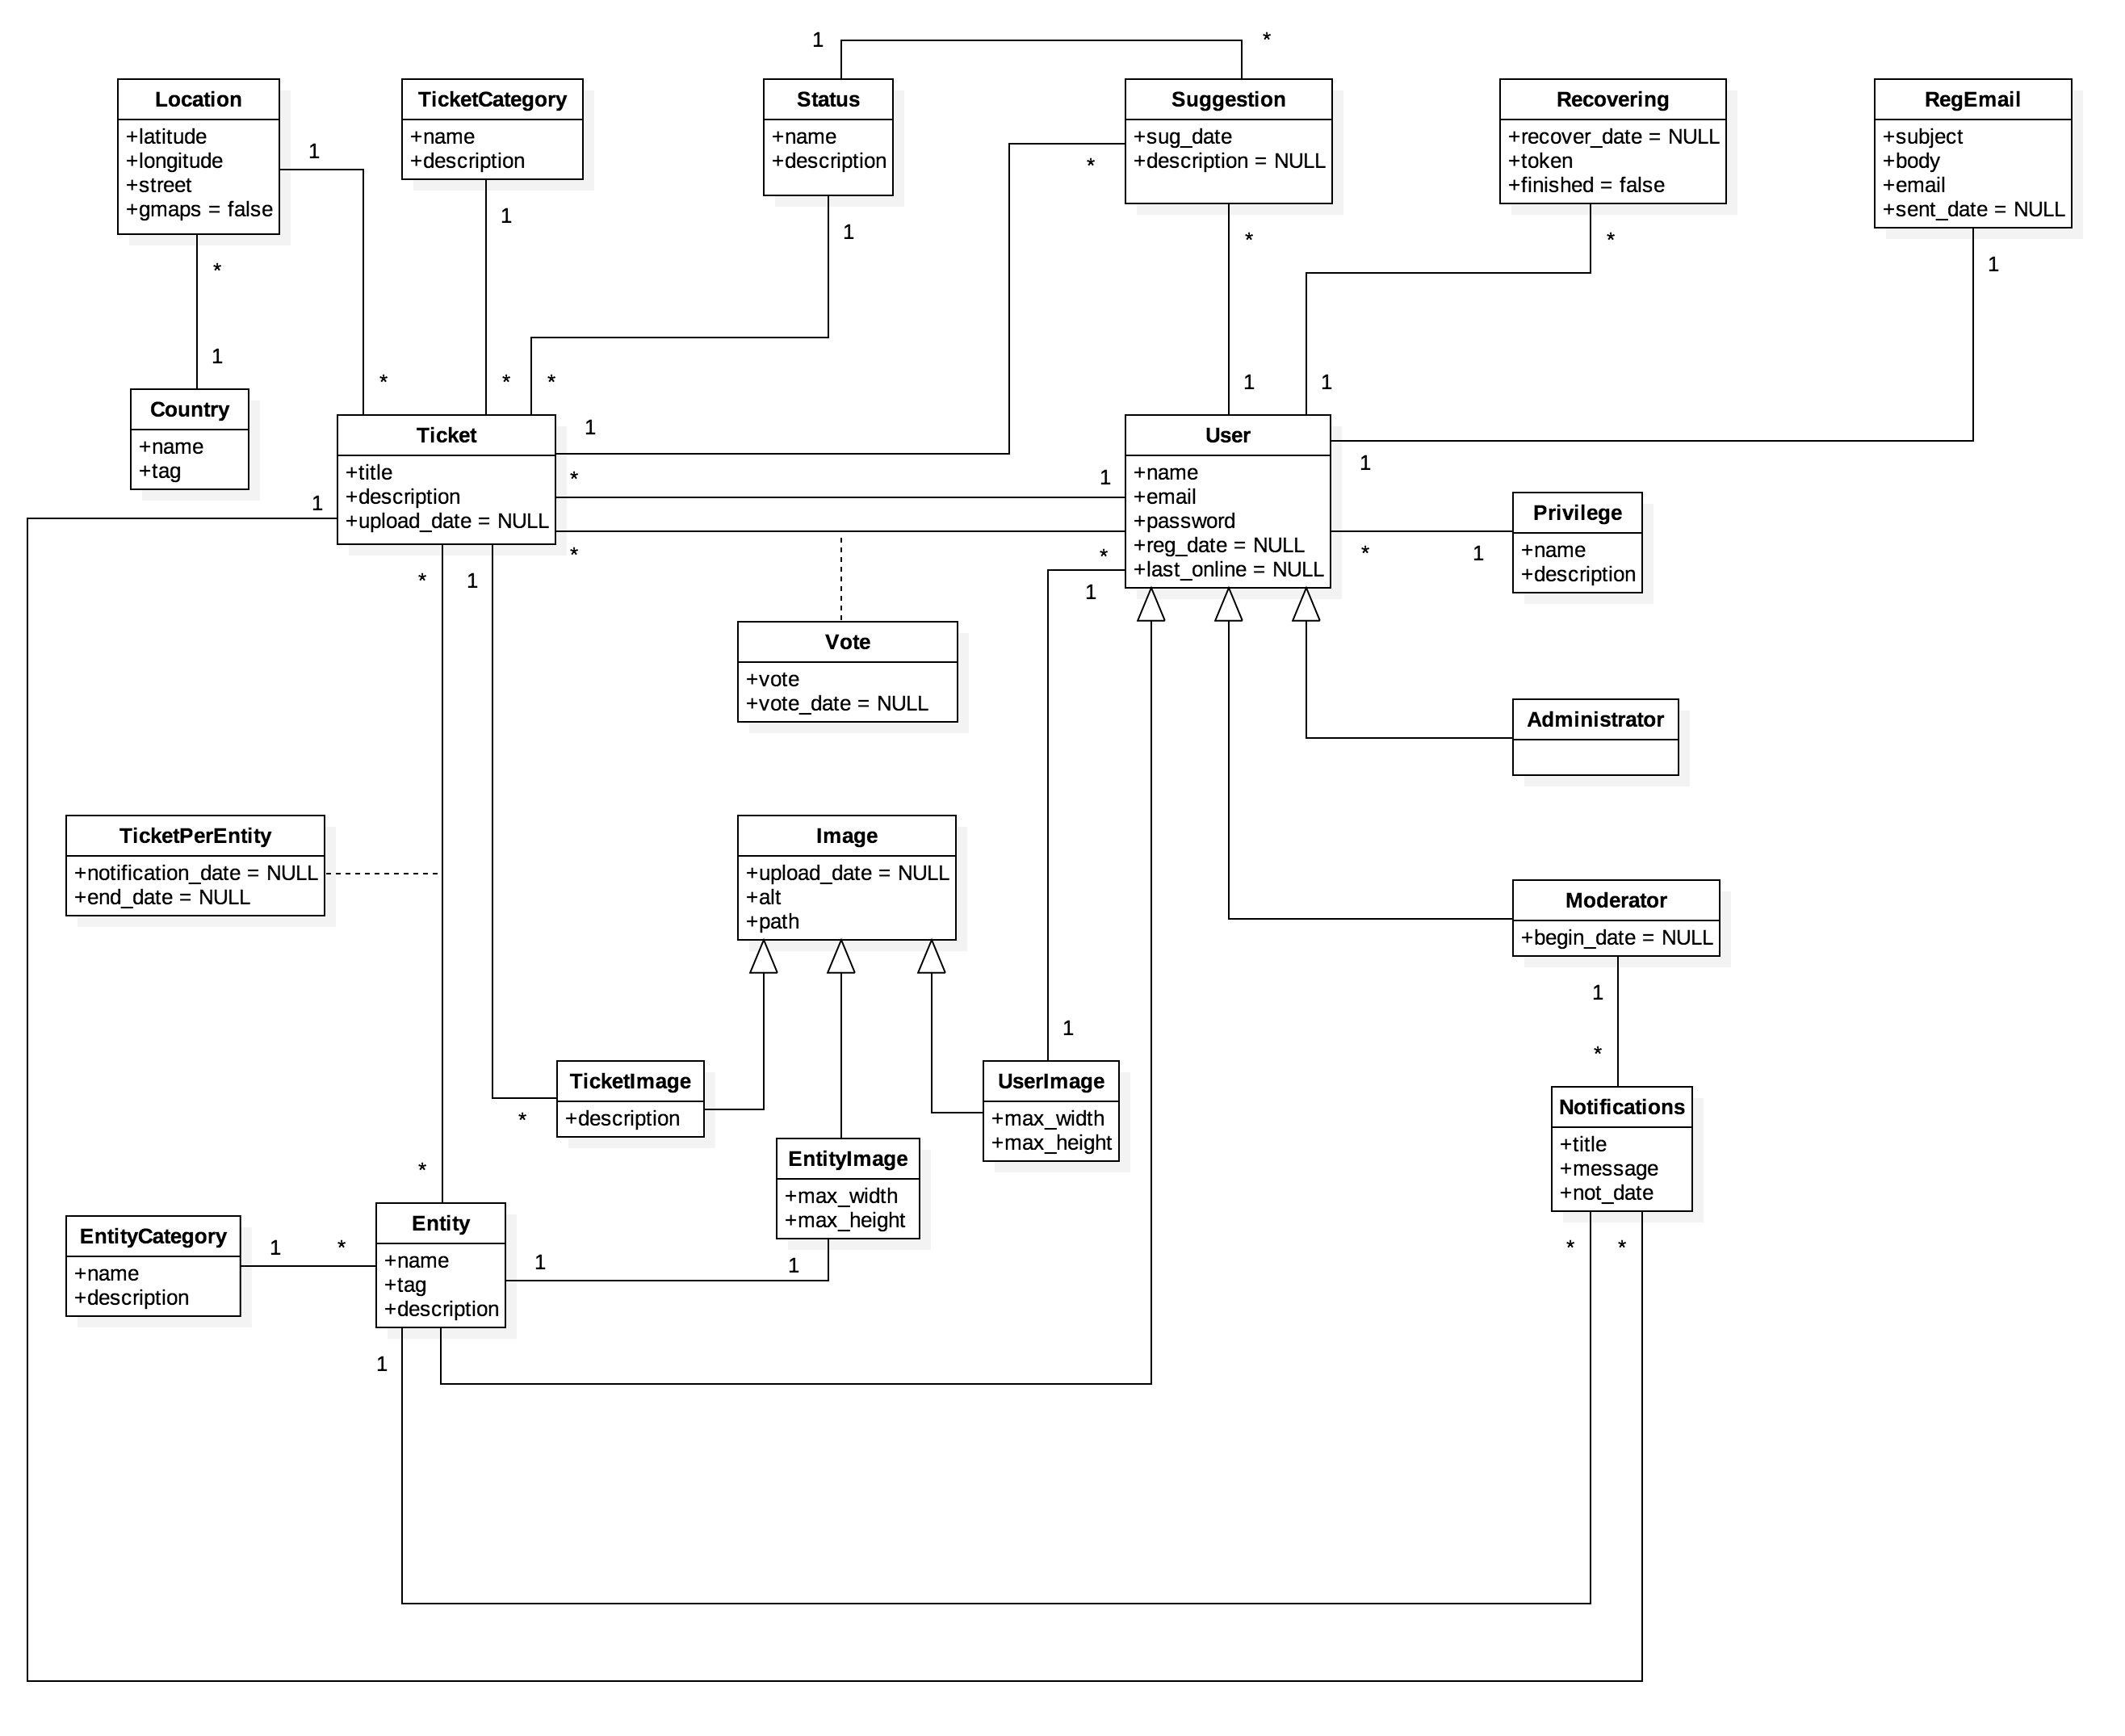 1
*
Location
+latitude
+longitude
+street
+gmaps = false
TicketCategory
+name
+description
Status
+name
+description
Suggestion
+sug_date
+description = NULL
Recovering
+recover_date = NULL
+token
+finished = false
RegEmail
+subject
+body
+email
+sent_date = NULL
1
*
1
1
*
*
*
1
1
*
*
*
1
1
Country
+name
+tag
Ticket
+title
+description
+upload_date = NULL
1
1
*
*
1
*
1
User
+name
+email
+password
+reg_date = NULL
+last_online = NULL
1
*
1
Privilege
+name
+description
*
1
Vote
+vote
+vote_date = NULL
Administrator
TicketPerEntity
+notification_date = NULL
+end_date = NULL
Image
+upload_date = NULL
+alt
+path
Moderator
+begin_date = NULL
1
*
1
TicketImage
+description
*
UserImage
+max_width
+max_height
Notifications
+title
+message
+not_date
EntityImage
+max_width
+max_height
*
EntityCategory
+name
+description
1
*
Entity
+name
+tag
+description
1
1
*
*
1